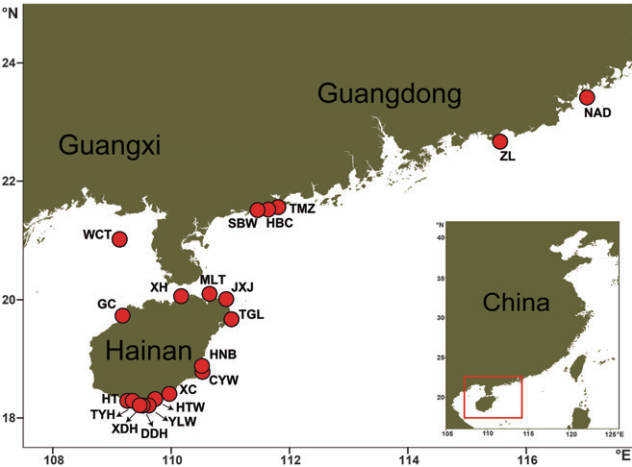 °N
24
Guangdong
NAD
Guangxi
ZL
22
TMZ
SBW HBC
WCT
°N
40
MLT
XH
JXJ
35
China
20
GC
TGL
30
Hainan
HNB
25
CYW
XC
20
HT
HTW
TYH
YLW
18
XDH
DDH
105 110 115 120 125°E
108 110 112 114 116 °E